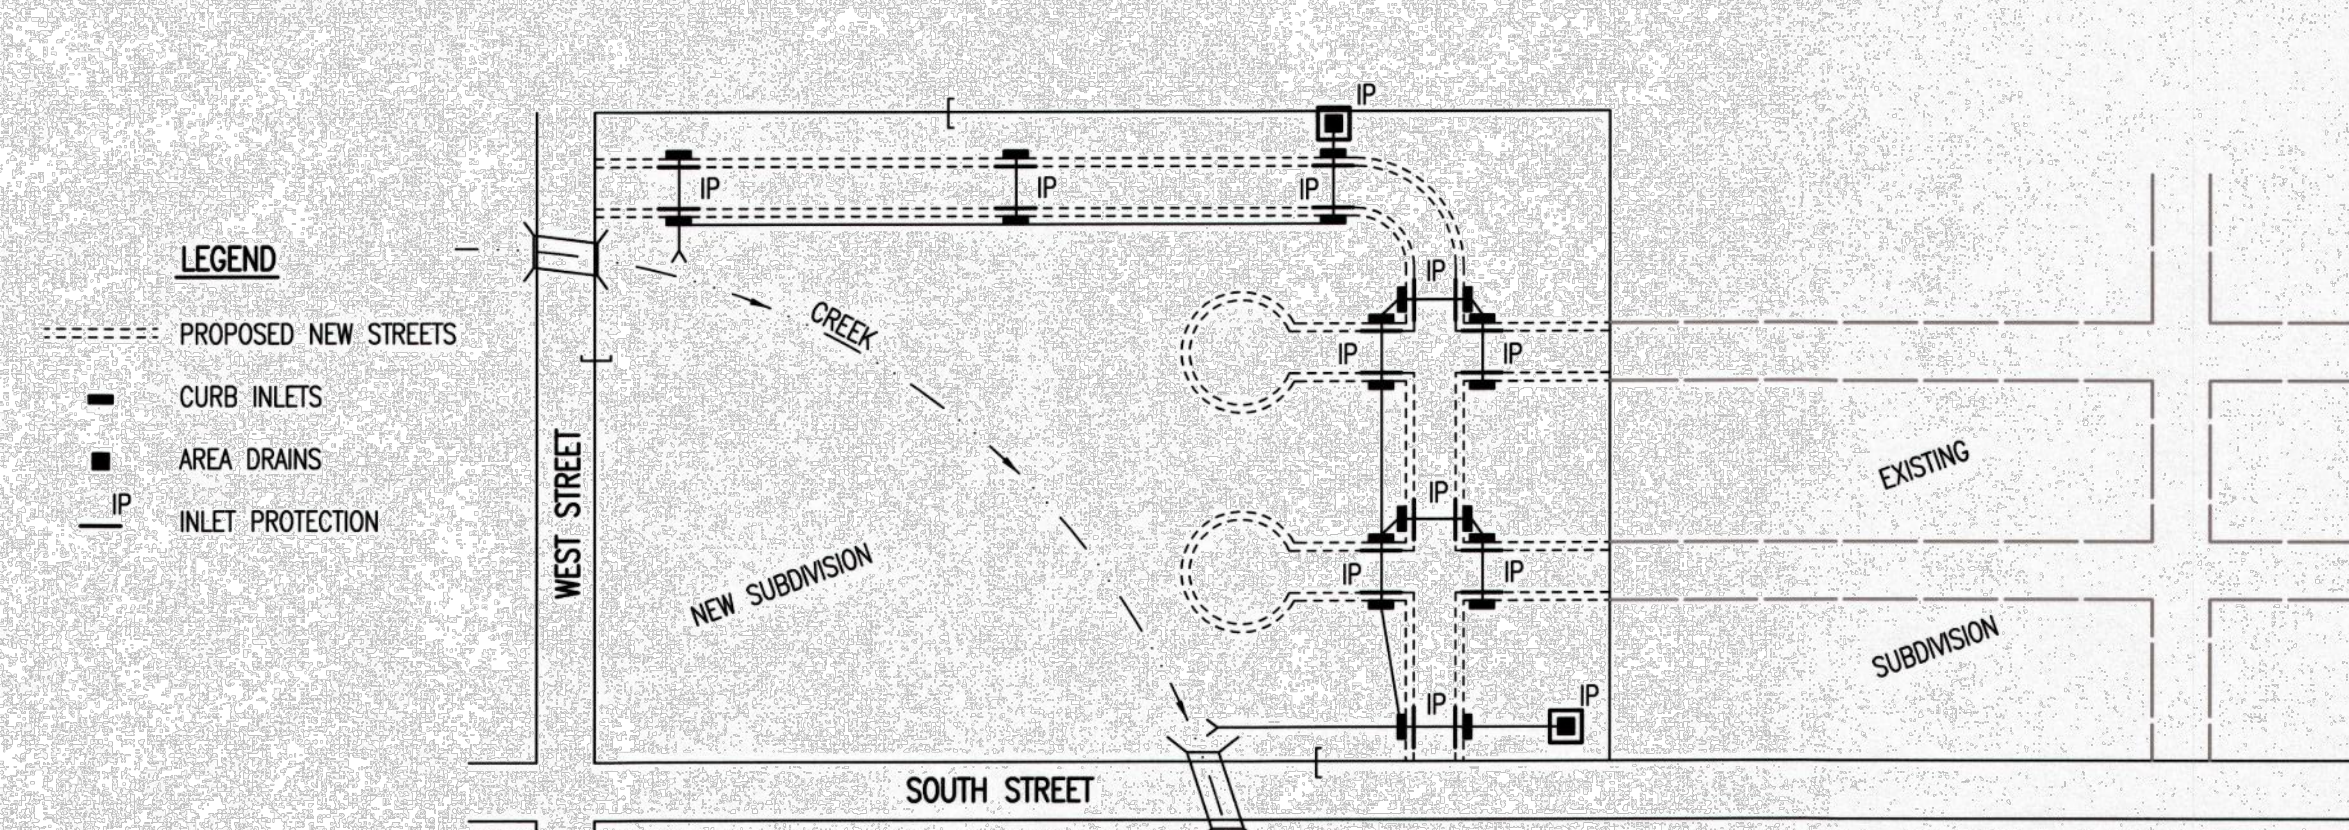 IP
IP
IP
IP
LEGEND
IP
PROPOSED NEW STREETS
CREEK
IP
IP
CURB INLETS
AREA DRAINS
EXISTING
IP
IP
INLET PROTECTION
WEST STREET
NEW SUBDIVISION
IP
IP
SUBDIVISION
IP
IP
SOUTH STREET